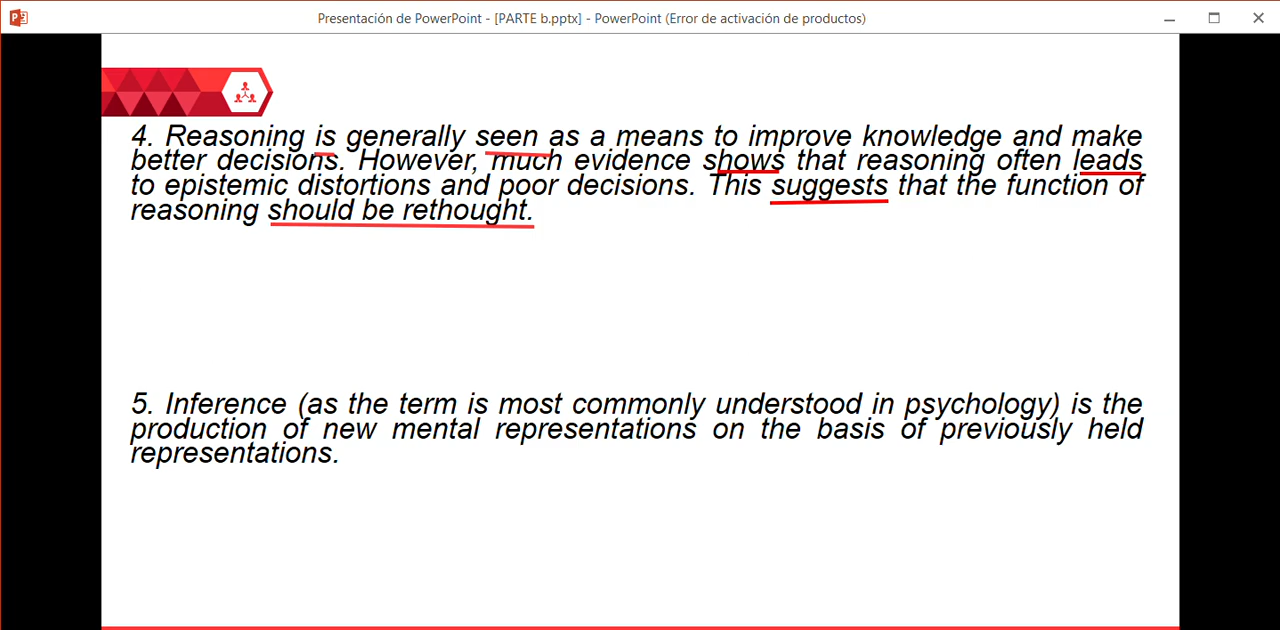 Presentación de PowerPoint - [PARTE b.pptx] - PowerPoint (Error de activación de productos)
4. Reasoning is generally seen as a means to improve knowledge and make
better decisions. However, much evidence shows that reasoning often leads
to epistemic distortions and poor decisions. This suggests that the function of
reasoning should be rethought.
5. Inference (as the term is most commonly understood in psychology) is the
production of new mental representations on the basis of previously held
representations.